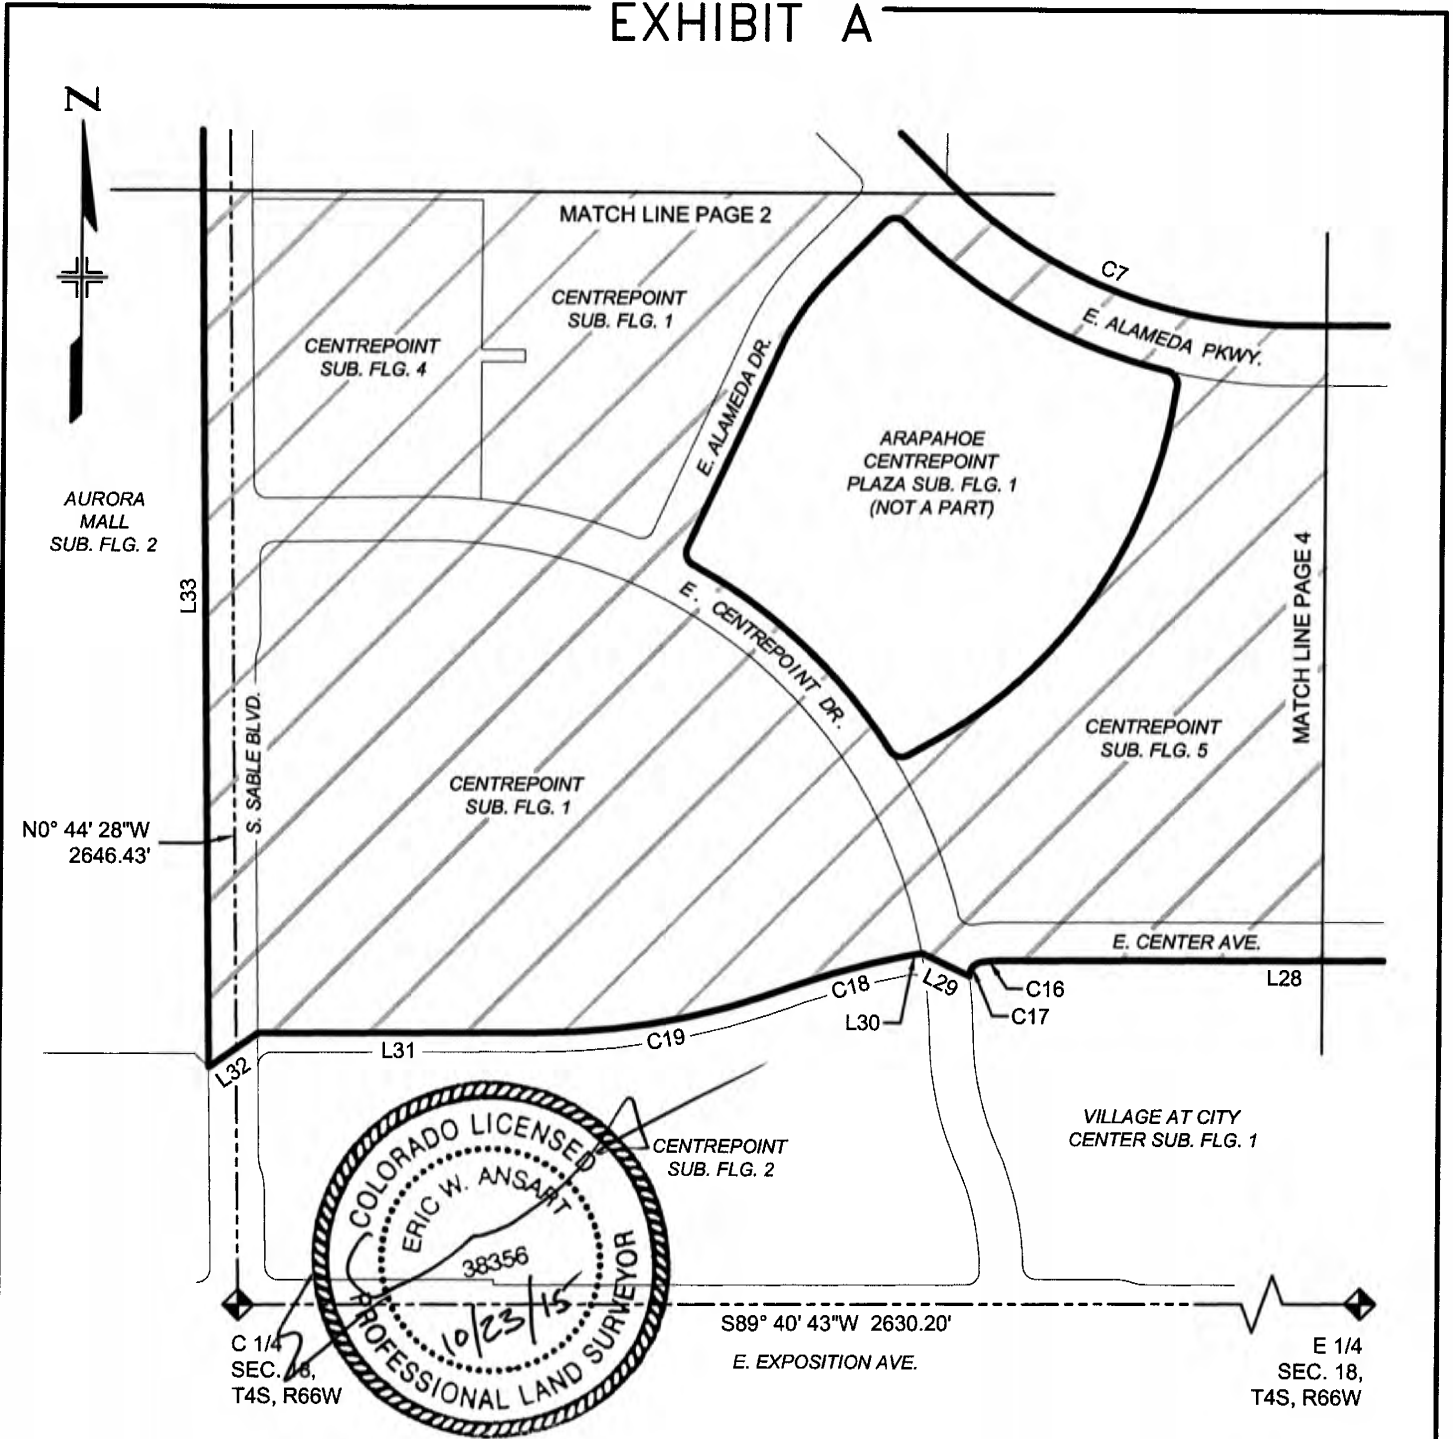 EXHIBIT A
N
MATCH LINE PAGE 2
C7
CENTREPOINT
SUB. FLG. 1
CENTREPOINT
SUB. FLG. 4
E. ALAMEDA PKWY.
E. ALAMEDA DR.
ARAPAHOE
CENTREPOINT
PLAZA SUB. FLG. 1
(NOT A PART)
AURORA
MALL
SUB. FLG. 2
L33
E. CENTREPOINT DR.
MATCH LINE PAGE 4
S. SABLE BLVD.
CENTREPOINT
SUB. FLG. 5
CENTREPOINT
SUB. FLG. 1
N0° 44' 28"W
2646.43'
E. CENTER AVE.
L28
C18
L29
C16
C17
L30
C19
L31
L32
VILLAGE AT CITY
CENTER SUB. FLG. 1
CENTREPOINT
SUB. FLG. 2
COLORADO LICENSED
ERIC W. ANSART
38356
10/23/15
PROFESSIONAL LAND SURVEYOR
S89° 40' 43"W 2630.20'
E. EXPOSITION AVE.
C 1/4
SEC. 18,
T4S, R66W
E 1/4
SEC. 18,
T4S, R66W